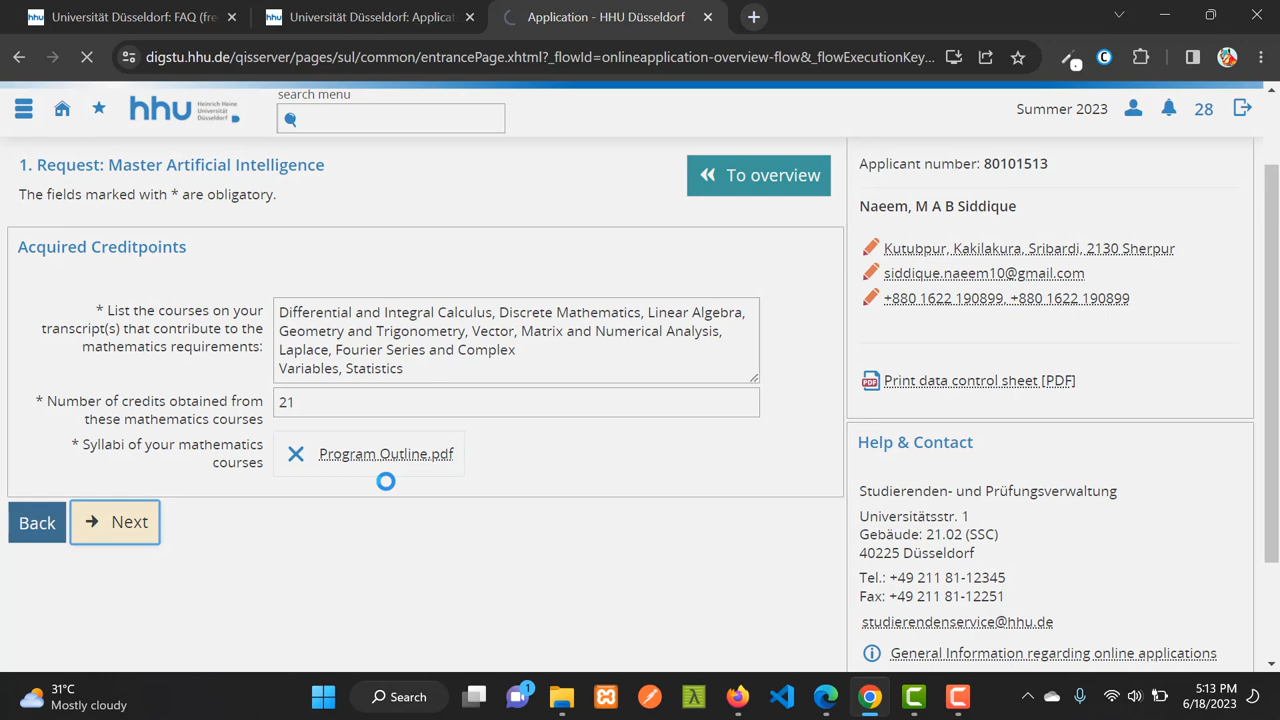 Universität Düsseldorf: FAQ (fre
Universität Düsseldorf: Applicat
Application - HHU Düsseldorf
digstu.hhu.de/qisserver/pages/sul/common/entrancePage.xhtml?_flowId=onlineapplication-overview-flow&_flowExecutionKey...
hhu Heinrich Heine Universität Düsseldorf
search menu
Summer 2023
28
1. Request: Master Artificial Intelligence
The fields marked with * are obligatory.
To overview
Acquired Creditpoints
* List the courses on your
transcript(s) that contribute to the
mathematics requirements:
Differential and Integral Calculus, Discrete Mathematics, Linear Algebra,
Geometry and Trigonometry, Vector, Matrix and Numerical Analysis,
Laplace, Fourier Series and Complex
Variables, Statistics
* Number of credits obtained from
these mathematics courses
21
* Syllabi of your mathematics
courses
Program Outline.pdf
Back
Next
Applicant number: 80101513
Naeem, M A B Siddique
Kutubpur, Kakilakura, Sribardi, 2130 Sherpur
siddique.naeem10@gmail.com
+880 1622 190899, +880 1622 190899
PDF
Print data control sheet [PDF]
Help & Contact
Studierenden- und Prüfungsverwaltung
Universitätsstr. 1
Gebäude: 21.02 (SSC)
40225 Düsseldorf
Tel.: +49 211 81-12345
Fax: +49 211 81-12251
studierendenservice@hhu.de
General Information regarding online applications
31°C
Mostly cloudy
Search
1
5:13 PM
6/18/2023